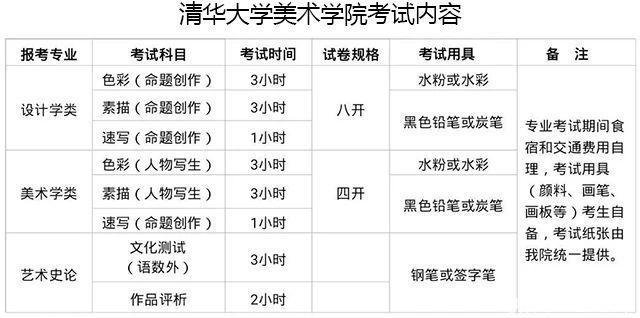 清华大学美术学院考试内容
报考专业 考试科目 考试时间 试卷规格 考试用具 备 注
设计学类 色彩（命题创作） 3小时 八开 水粉或水彩
素描（命题创作） 3小时 黑色铅笔或炭笔
速写（命题创作） 1小时
美术学类 色彩（人物写生） 3小时 四开 水粉或水彩
素描（人物写生） 3小时 黑色铅笔或炭笔
速写（命题创作） 1小时
艺术史论 文化测试
（语数外） 3小时 钢笔或签字笔
作品评析 2小时
专业考试期间食
宿和交通费用自
理，考试用具
（颜料、画笔、
画板等）考生自
备，考试纸张由
我院统一提供。